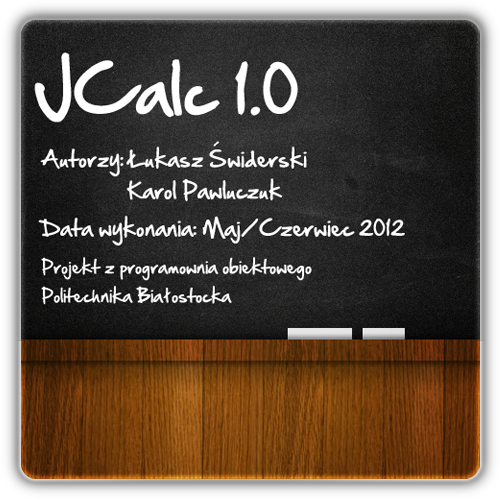 JCalc 1.0
Autorzy: Łukasz Świderski
Karol Pawluczuk
Data wykonania: Maj/Czerwiec 2012
Projekt z programownia obiektowego
Politechnika Białostocka